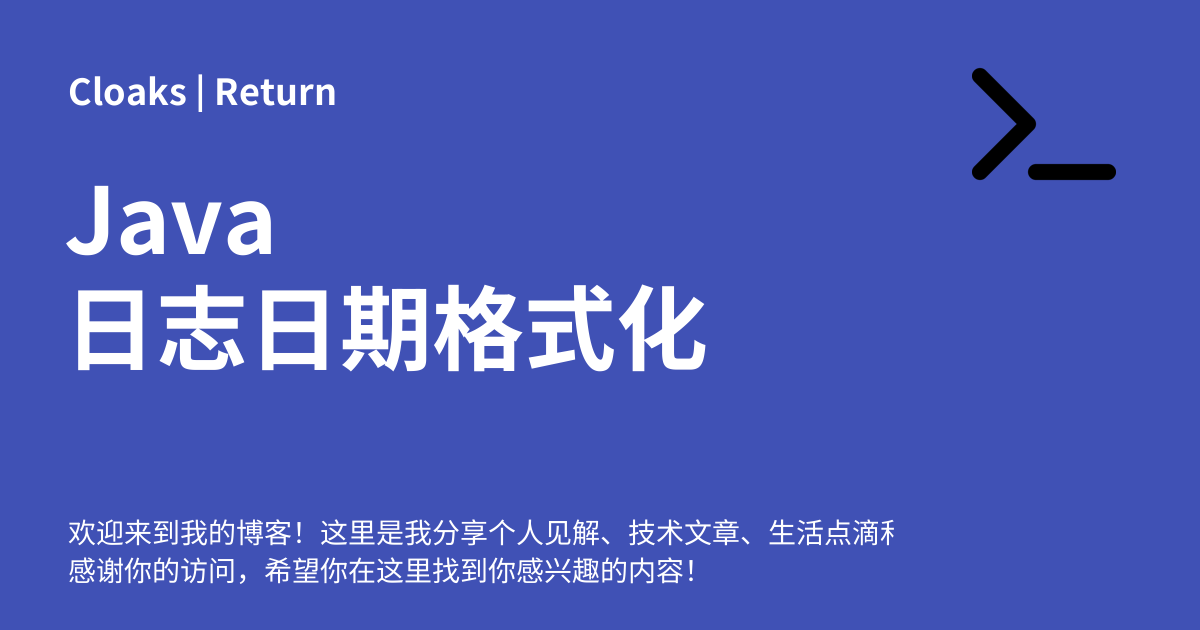 Cloaks | Return
Java
日志日期格式化
欢迎来到我的博客！这里是我分享个人见解、技术文章、生活点滴
感谢你的访问，希望你在这里找到你感兴趣的内容！